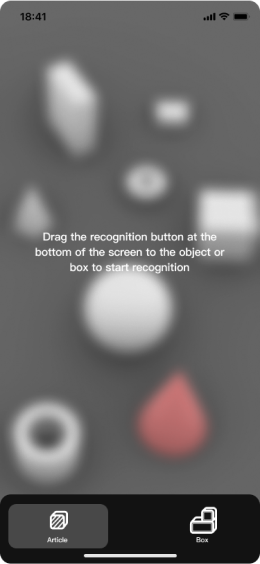 18:41
Drag the recognition button at the
bottom of the screen to the object or
box to start recognition
Article
Box